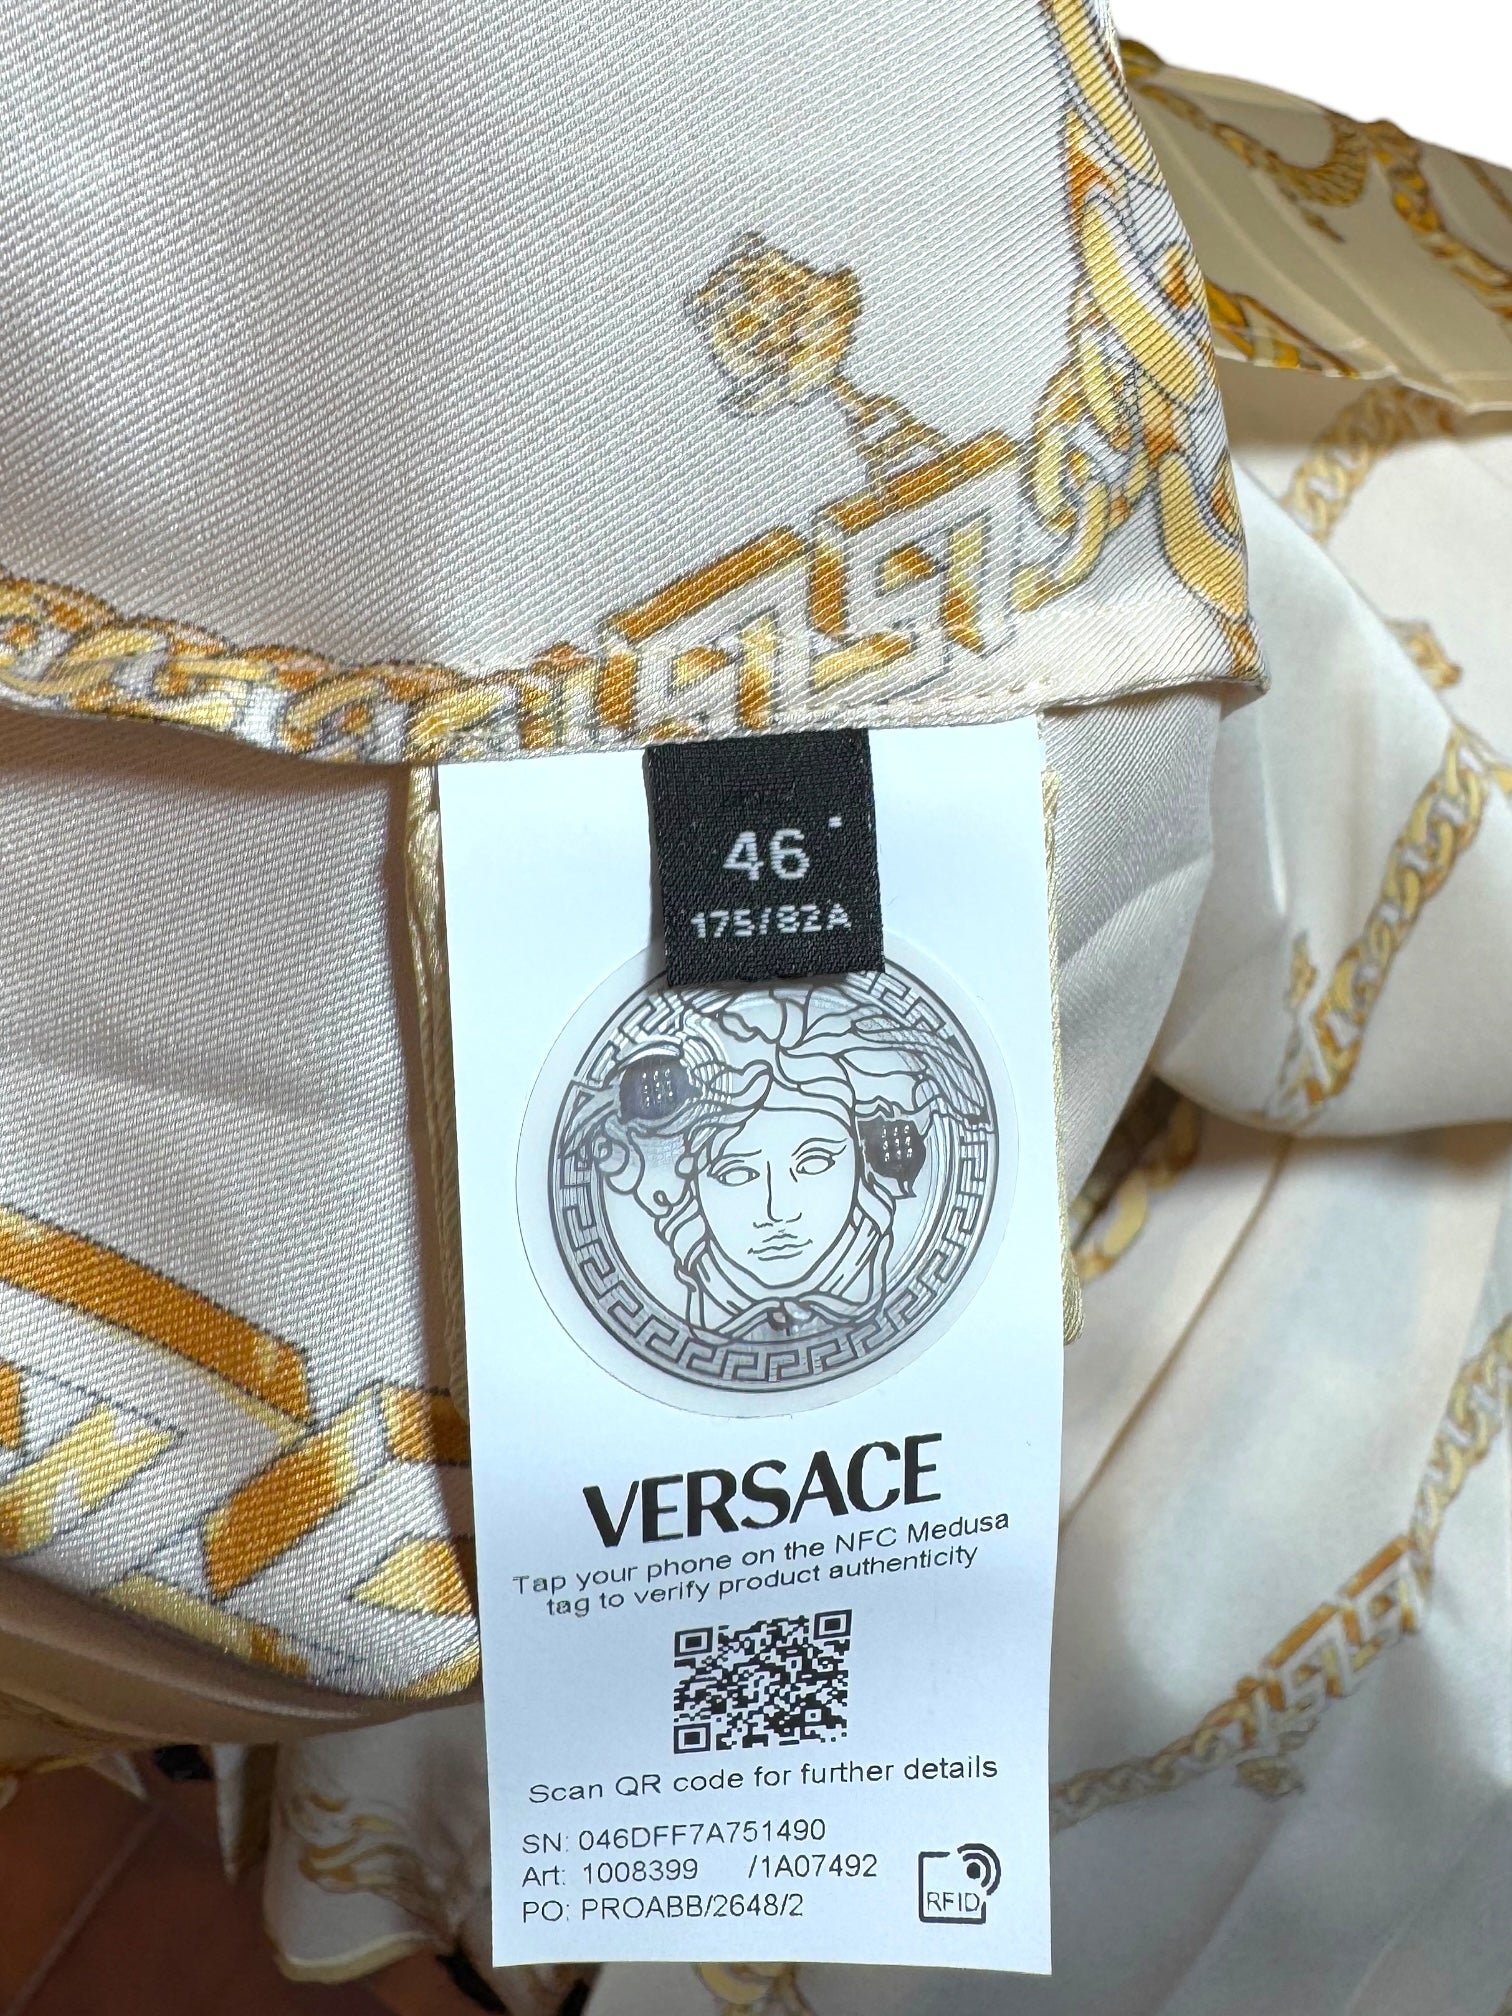 46
175/82A
VERSACE
Tap your phone on the NFC Medusa
tag to verify product authenticity
Scan QR code for further details
SN: 046DFF7A751490
Art: 1008399 /1A07492
PO: PROABB/2648/2
RFID